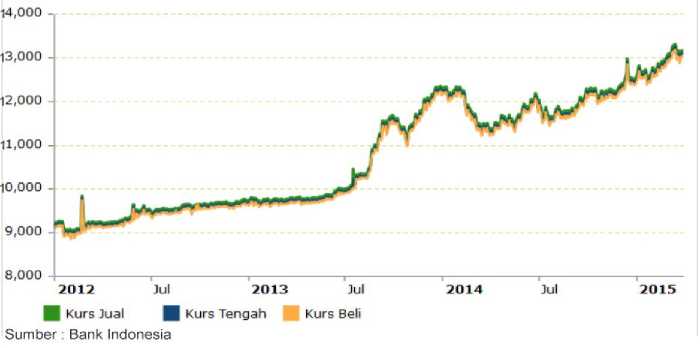 14,000
13,000
12,000
11,000
10,000
9,000
8,000
2012 Jul 2013 Jul 2014 Jul 2015
Kurs Jual Kurs Tengah Kurs Beli
Sumber : Bank Indonesia